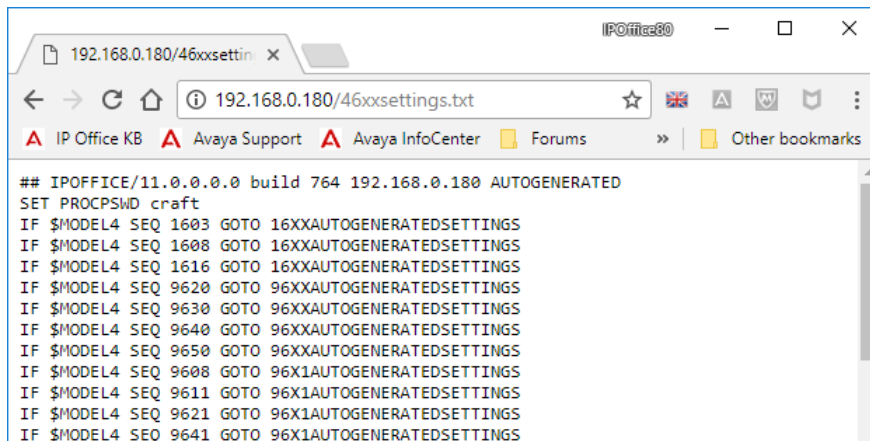 IPOffice80
192.168.0.180/46xxsettin
192.168.0.180/46xxsettings.txt
IP Office KB Avaya Support Avaya InfoCenter Forums » Other bookmarks
## IPOFFICE/11.0.0.0.0 build 764 192.168.0.180 AUTOGENERATED
SET PROCPSWD craft
IF $MODEL4 SEQ 1603 GOTO 16XXAUTOGENERATEDSETTINGS
IF $MODEL4 SEQ 1608 GOTO 16XXAUTOGENERATEDSETTINGS
IF $MODEL4 SEQ 1616 GOTO 16XXAUTOGENERATEDSETTINGS
IF $MODEL4 SEQ 9620 GOTO 96XXAUTOGENERATEDSETTINGS
IF $MODEL4 SEQ 9630 GOTO 96XXAUTOGENERATEDSETTINGS
IF $MODEL4 SEQ 9640 GOTO 96XXAUTOGENERATEDSETTINGS
IF $MODEL4 SEQ 9650 GOTO 96XXAUTOGENERATEDSETTINGS
IF $MODEL4 SEQ 9608 GOTO 96X1AUTOGENERATEDSETTINGS
IF $MODEL4 SEQ 9611 GOTO 96X1AUTOGENERATEDSETTINGS
IF $MODEL4 SEQ 9621 GOTO 96X1AUTOGENERATEDSETTINGS
IF $MODEL4 SEQ 9641 GOTO 96X1AUTOGENERATEDSETTINGS